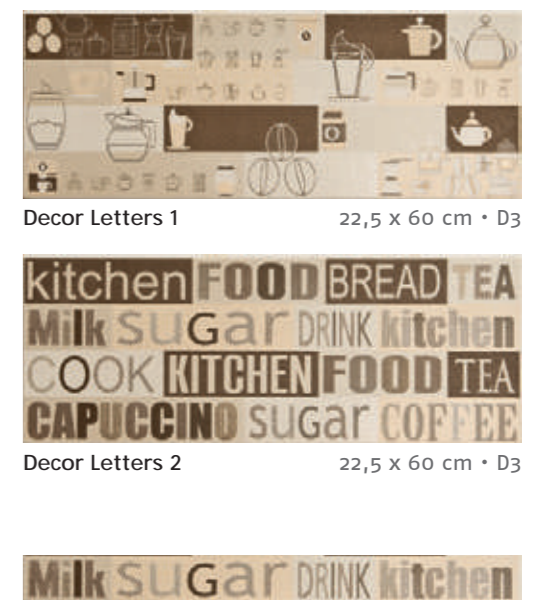 Decor Letters 1 22,5 x 60 cm • D3
kitchen FOOD BREAD TEA
Milk suGar DRINK kitchen
COOK KITCHEN FOOD TEA
CAPUCCINO suGar COFFEE
Decor Letters 2 22,5 x 60 cm • D3
Milk suGar DRINK kitchen